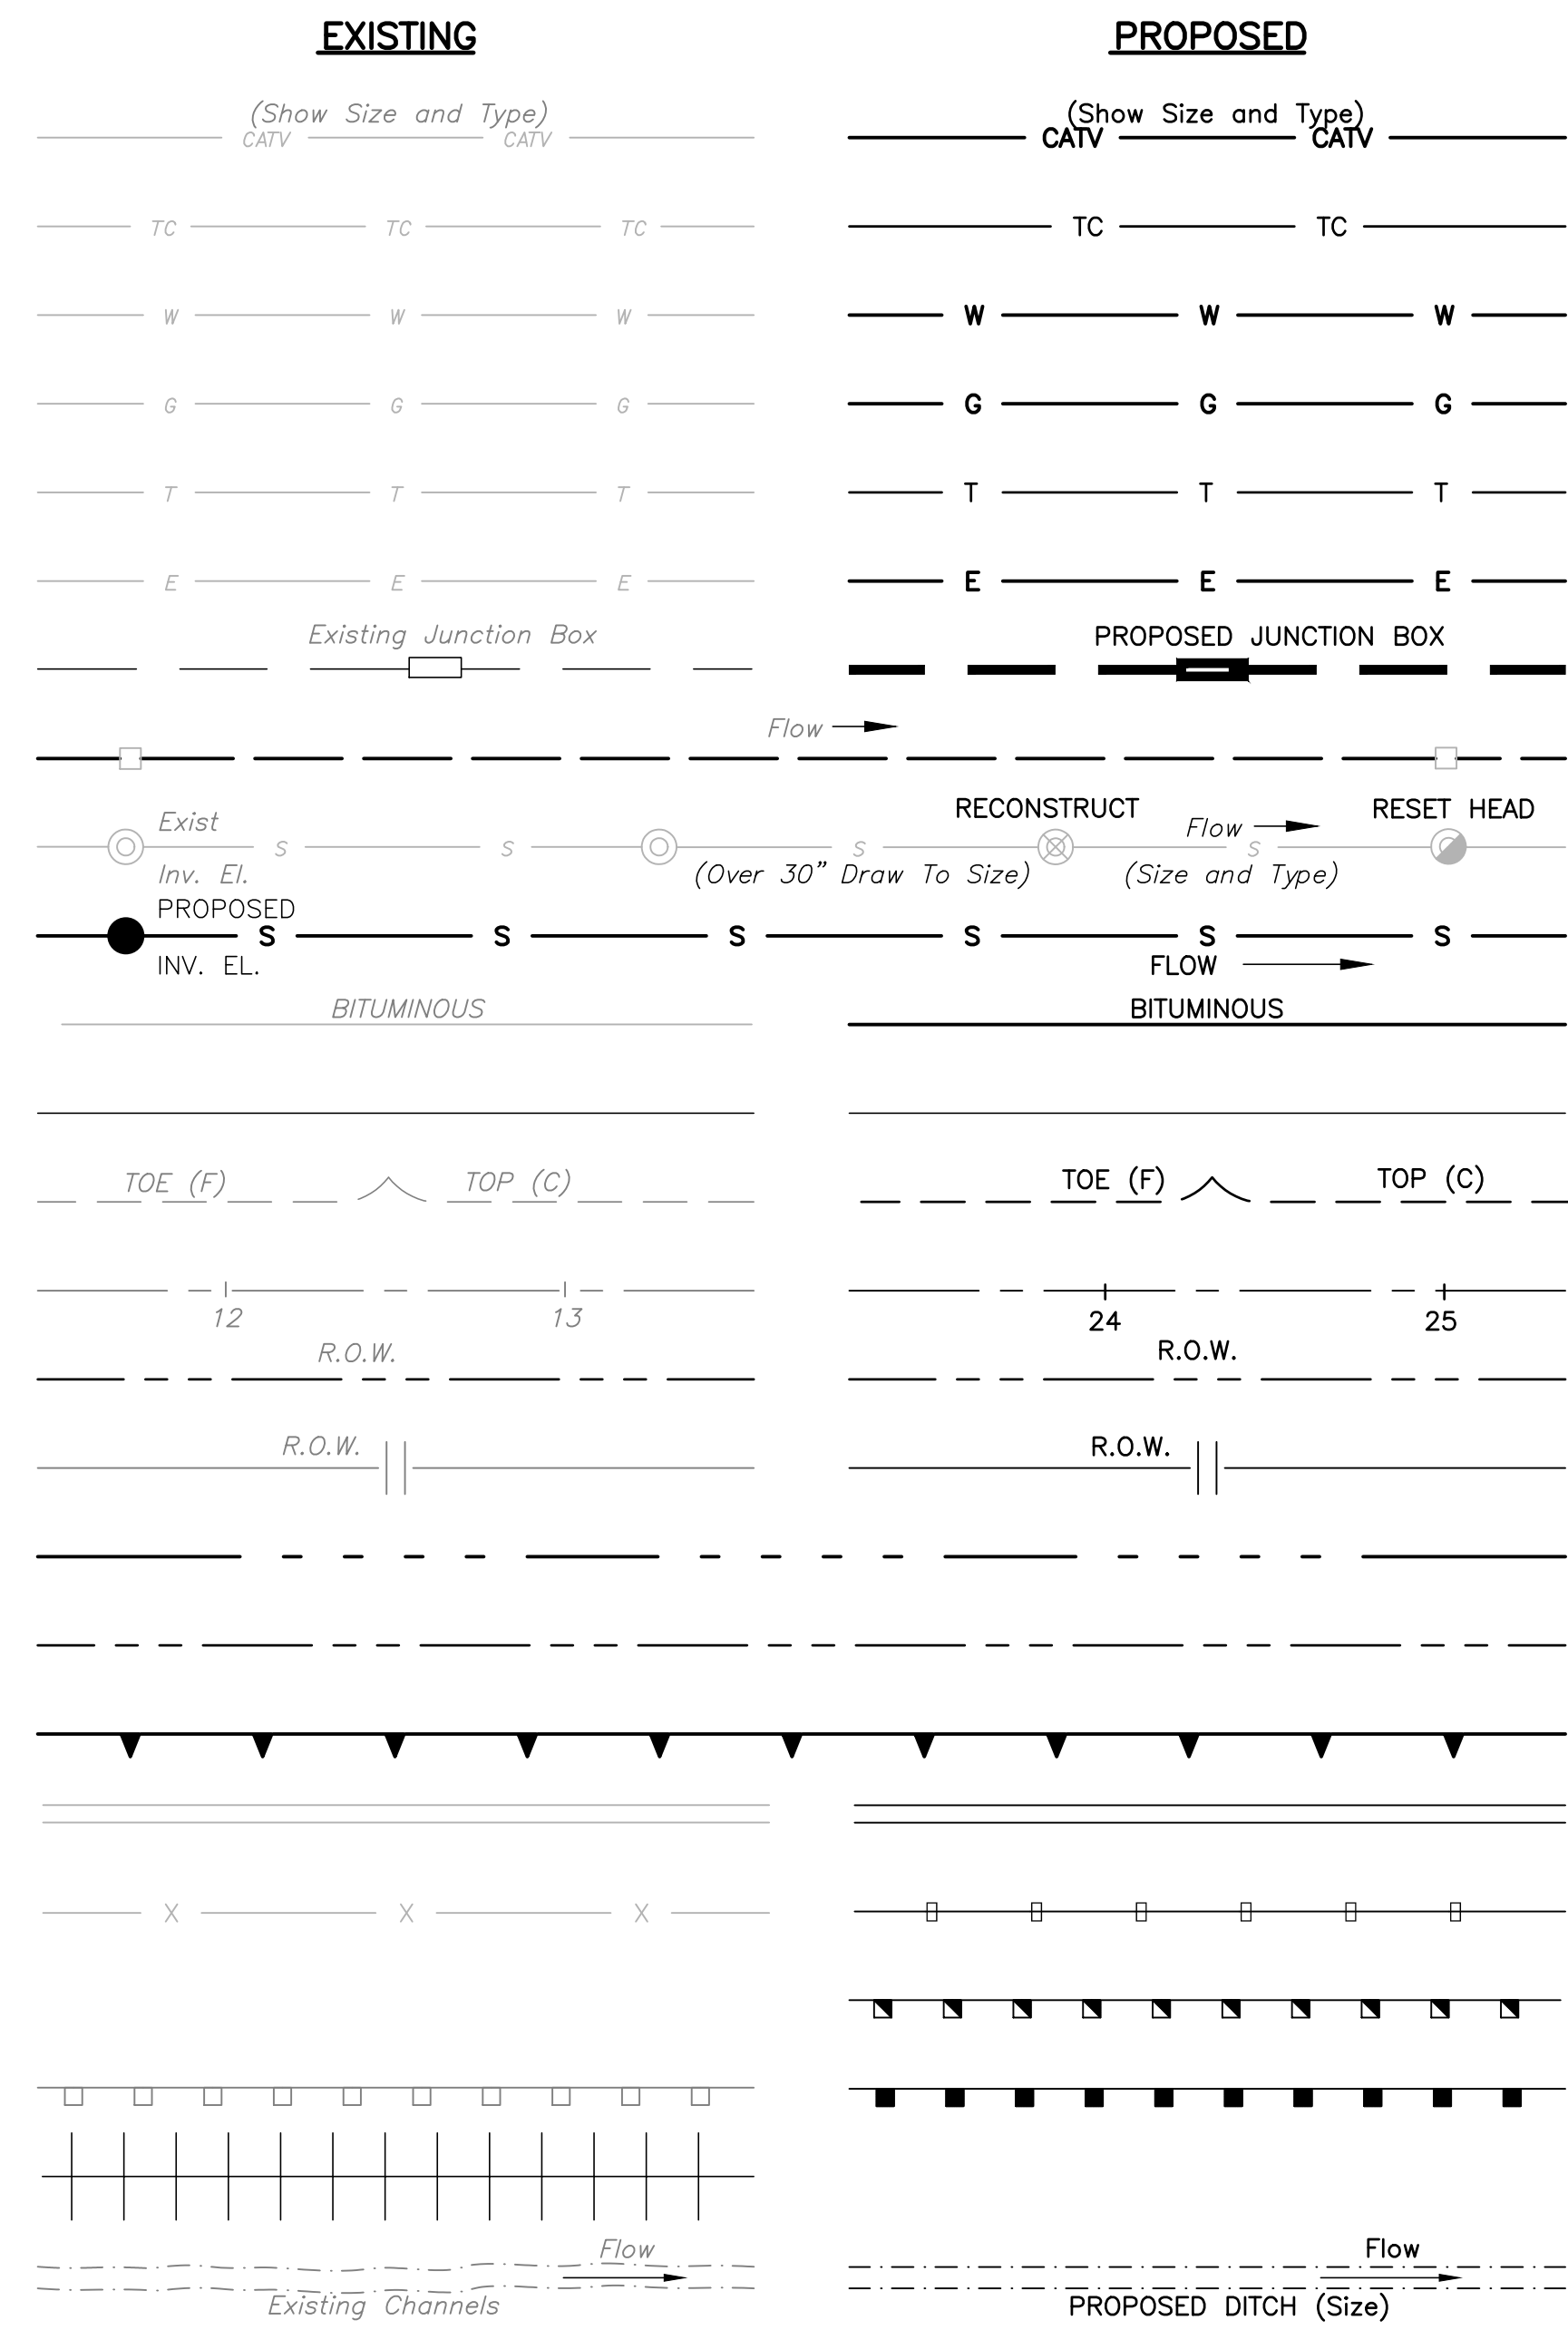 EXISTING PROPOSED
(Show Size and Type) (Show Size and Type)
CATV CATV CATV CATV
TC TC TC TC TC
W W W W W W
G G G G G G
T T T T T T
E E E E E E
Existing Junction Box PROPOSED JUNCTION BOX
Flow
RECONSTRUCT RESET HEAD
Exist Flow
S S S S
Inv. El. (Over 30" Draw To Size) (Size and Type)
PROPOSED
S S S S S S
INV. EL. FLOW
BITUMINOUS BITUMINOUS
TOE (F) TOP (C) TOE (F) TOP (C)
12 13 24 25
R.O.W. R.O.W.
R.O.W. R.O.W.
X X X
Flow Flow
Existing Channels PROPOSED DITCH (Size)